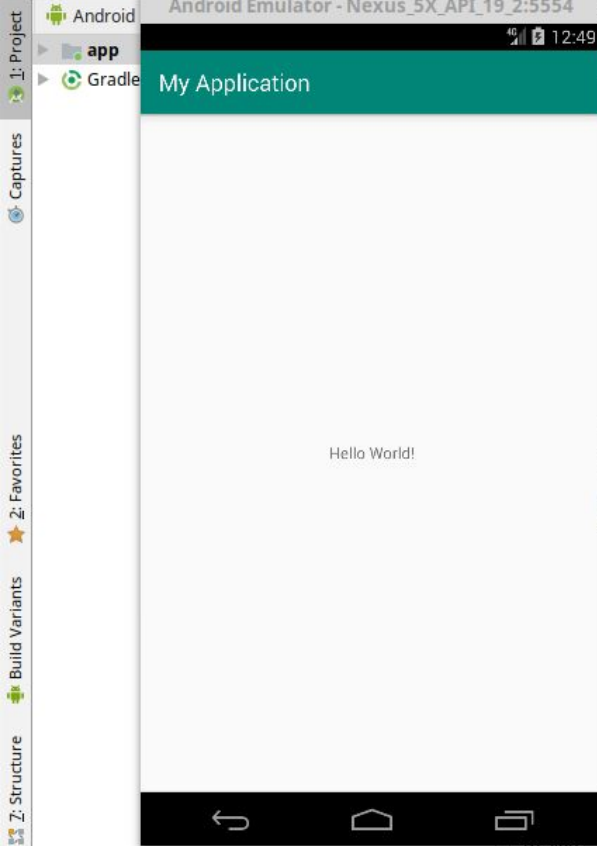 Android Emulator - Nexus_5X_API_19_2:5554
1: Project
Android
app
Gradle
Captures
2: Favorites
Build Variants
Z: Structure
4G
12:49
My Application
Hello World!